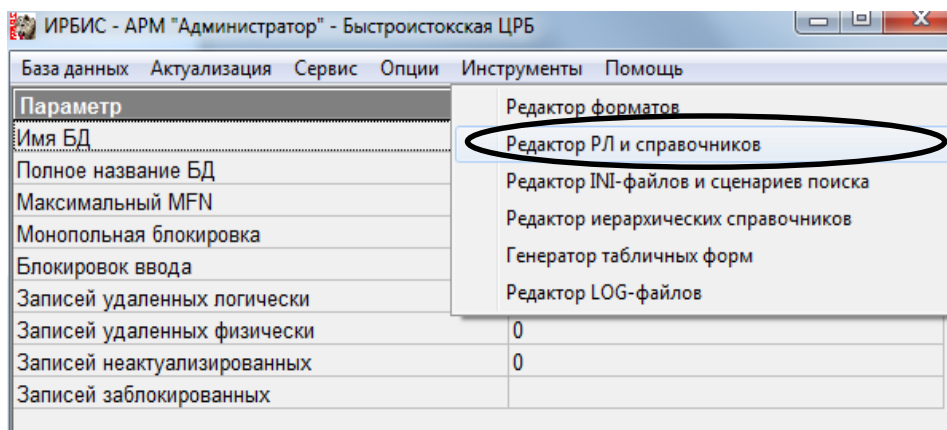 ИРБИС - АРМ "Администратор" - Быстроистокская ЦРБ
База данных Актуализация Сервис Опции Инструменты Помощь
Параметр
Имя БД
Полное название БД
Максимальный MFN
Монопольная блокировка
Блокировок ввода
Записей удаленных логически
Записей удаленных физически 0
Записей неактуализированных 0
Записей заблокированных
Редактор форматов
Редактор РЛ и справочников
Редактор INI-файлов и сценариев поиска
Редактор иерархических справочников
Генератор табличных форм
Редактор LOG-файлов